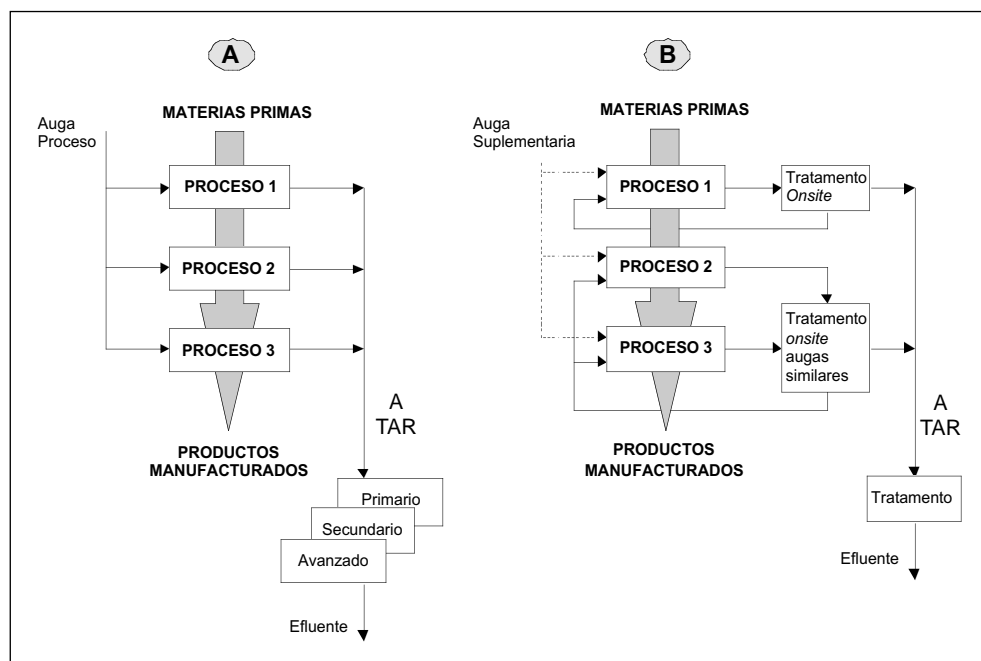 A
MATERIAS PRIMAS
Auga
Proceso
PROCESO 1
PROCESO 2
PROCESO 3
A
TAR
PRODUCTOS
MANUFACTURADOS
Primario
Secundario
Avanzado
Efluente
B
MATERIAS PRIMAS
Auga
Suplementaria
PROCESO 1
Tratamento
Onsite
PROCESO 2
PROCESO 3
Tratamento
onsite
augas
similares
A
TAR
PRODUCTOS
MANUFACTURADOS
Tratamento
Efluente